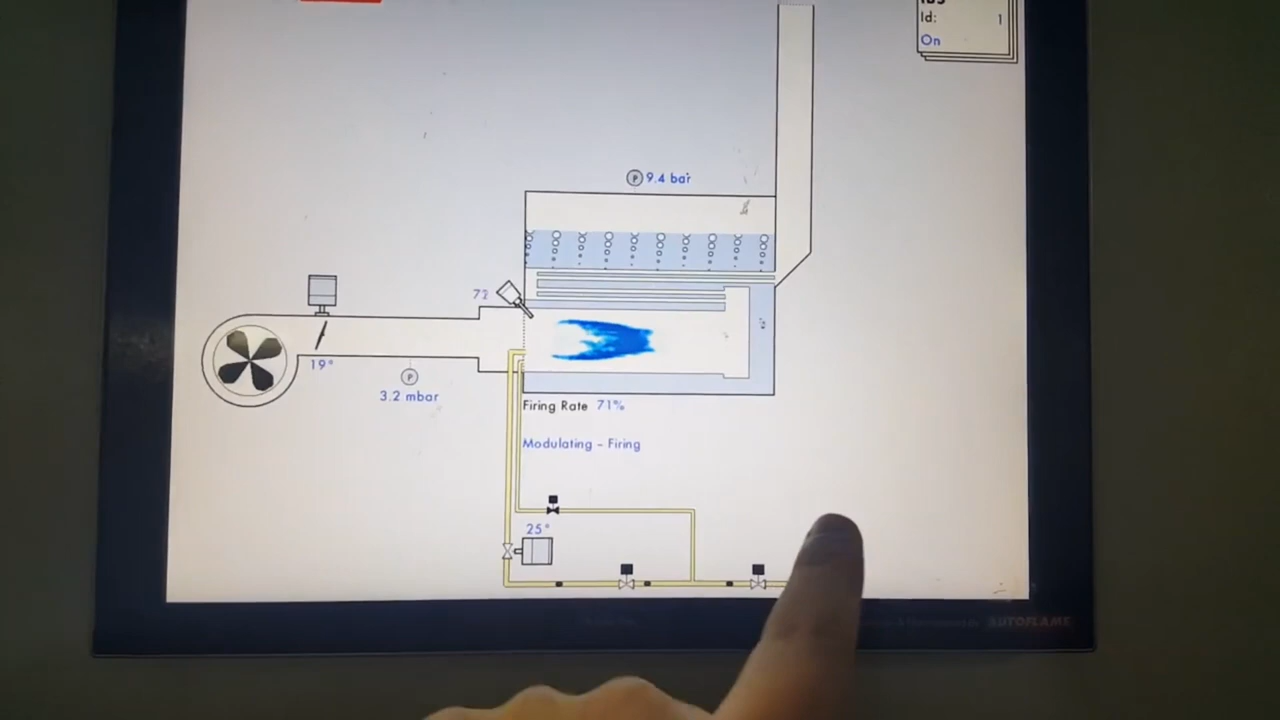 Id: 1
On
P 9.4 bar
72
19°
P
3.2 mbar
Firing Rate 71%
Modulating - Firing
25°
AUTOFLAME